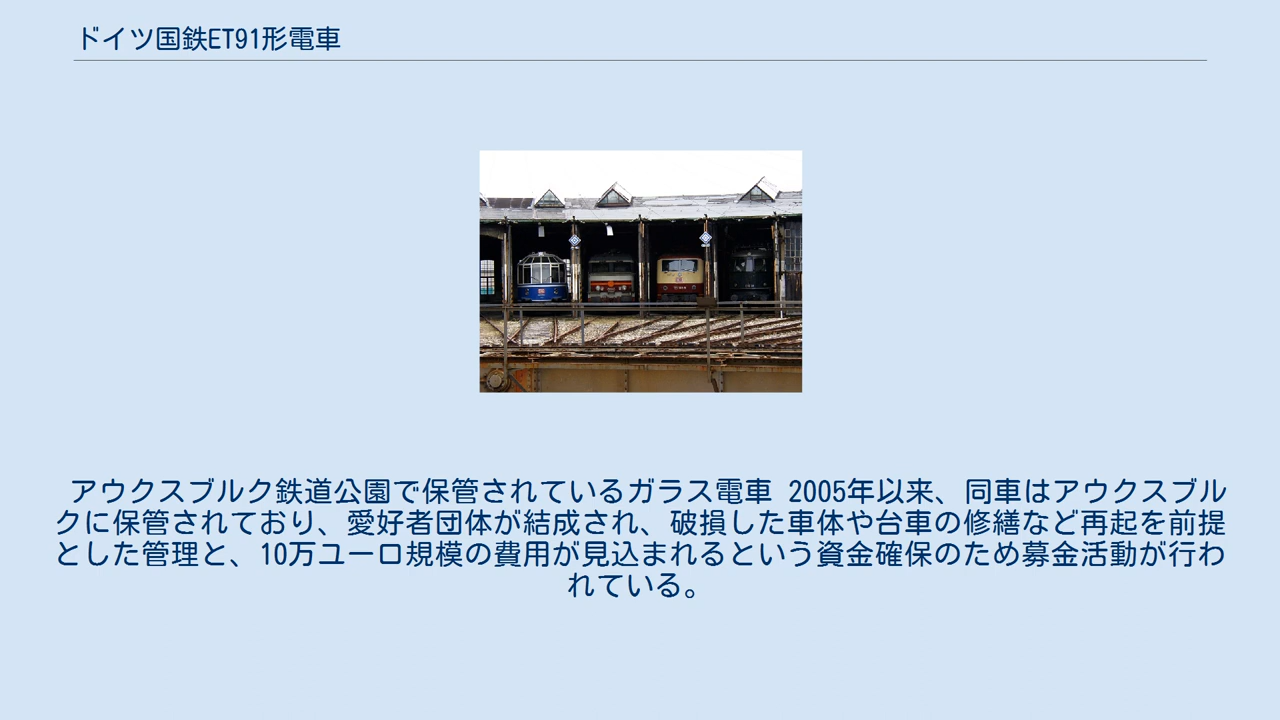 ドイツ国鉄ET91形電車
アウクスブルク鉄道公園で保管されているガラス電車 2005年以来、同車はアウクスブル
クに保管されており、愛好者団体が結成され、破損した車体や台車の修繕など再起を前提
とした管理と、10万ユーロ規模の費用が見込まれるという資金確保のため募金活動が行わ
れている。